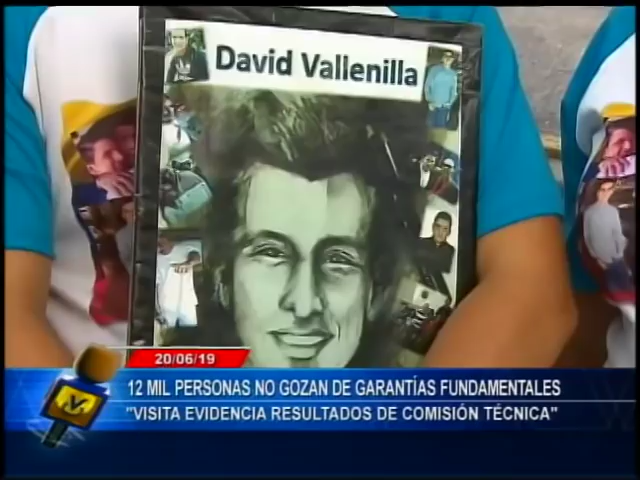 David Vallenilla
20/06/19
12 MIL PERSONAS NO GOZAN DE GARANTÍAS FUNDAMENTALES
"VISITA EVIDENCIA RESULTADOS DE COMISIÓN TÉCNICA"